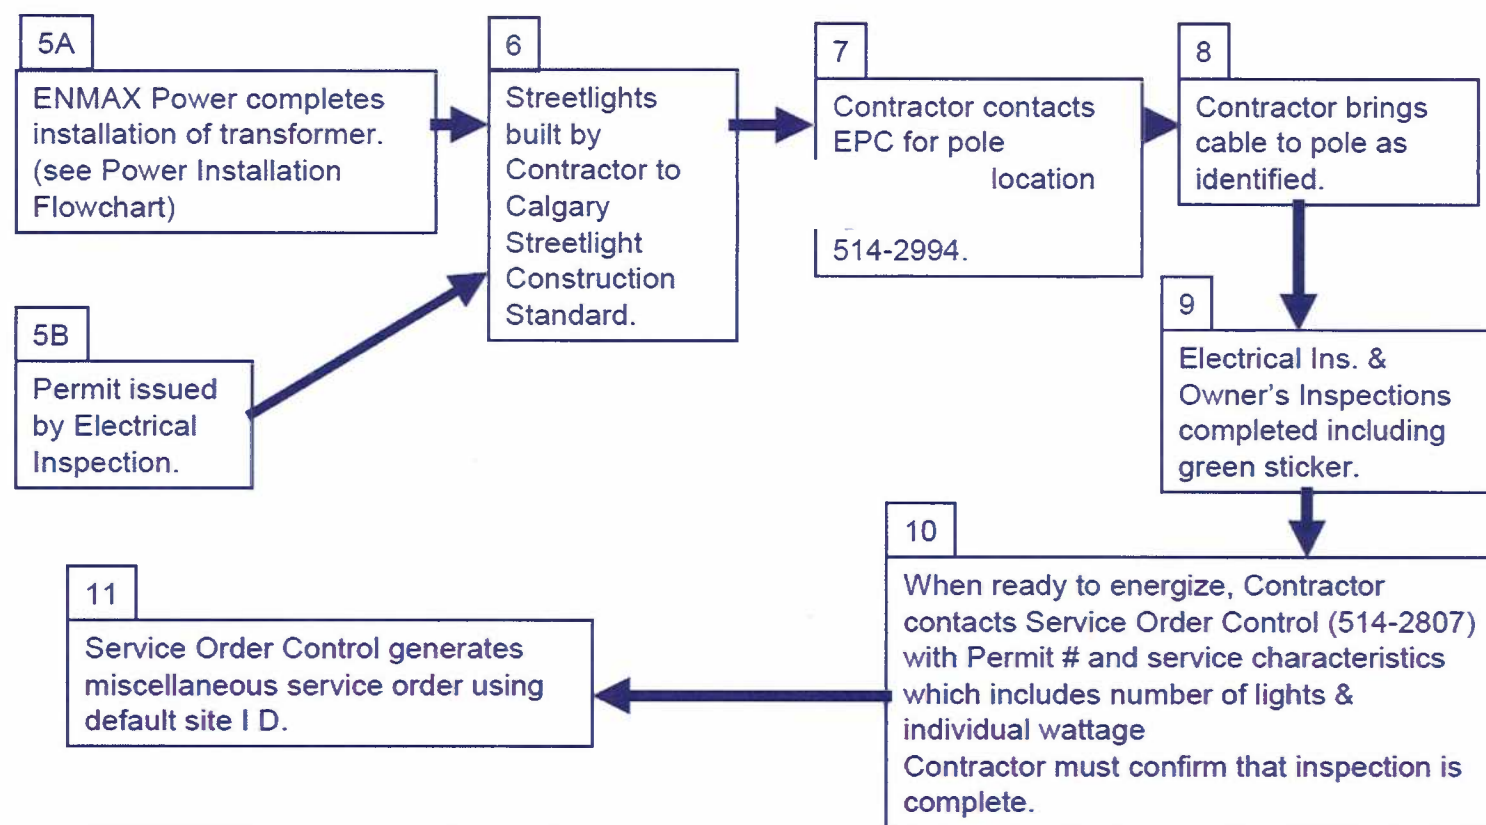 5A
ENMAX Power completes
installation of transformer.
(see Power Installation
Flowchart)
5B
Permit issued
by Electrical
Inspection.
6
Streetlights
built by
Contractor to
Calgary
Streetlight
Construction
Standard.
7
Contractor contacts
EPC for pole
location
514-2994.
8
Contractor brings
cable to pole as
identified.
9
Electrical Ins. &
Owner's Inspections
completed including
green sticker.
10
When ready to energize, Contractor
contacts Service Order Control (514-2807)
with Permit # and service characteristics
which includes number of lights &
individual wattage
Contractor must confirm that inspection is
complete.
11
Service Order Control generates
miscellaneous service order using
default site I D.